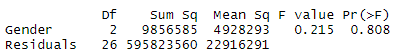 Df Sum Sq Mean Sq F value Pr(>F)
Gender 2 9856585 4928293 0.215 0.808
Residuals 26 595823560 22916291